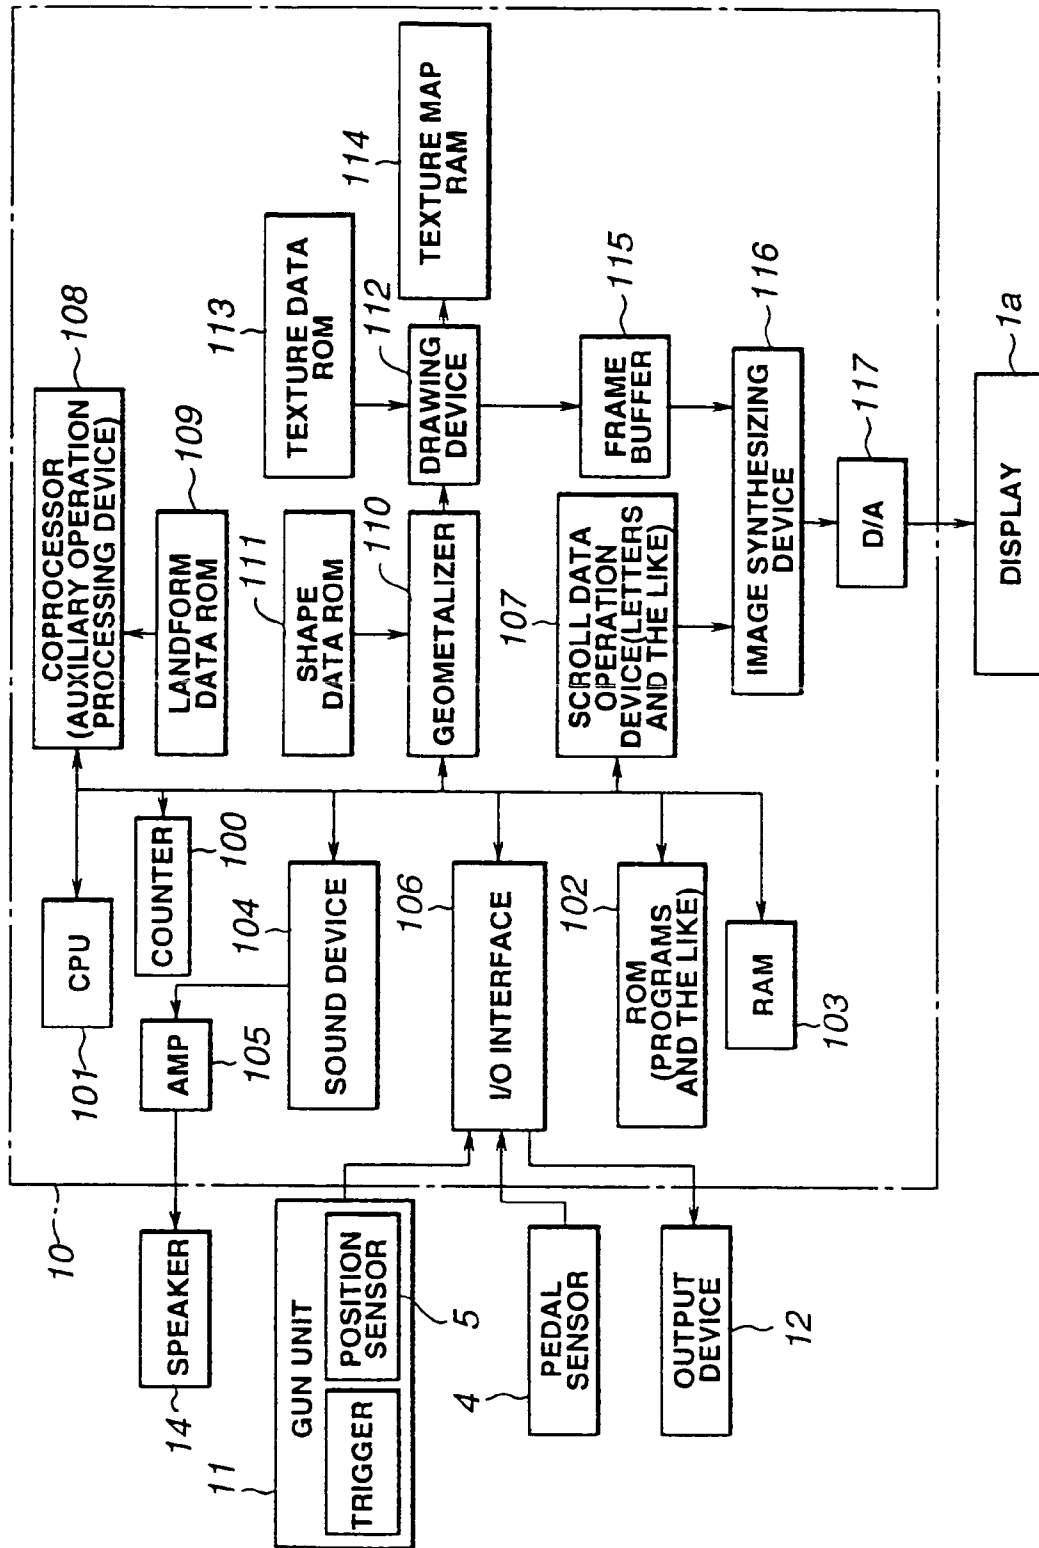 10
101
CPU
COPROCESSOR
(AUXILIARY OPERATION
PROCESSING DEVICE)
108
14
SPEAKER
AMP
105
COUNTER
100
LANDFORM
DATA ROM
109
11
GUN UNIT
TRIGGER
POSITION
SENSOR
5
SOUND DEVICE
104
SHAPE
DATA ROM
111
TEXTURE DATA
ROM
113
GEOMETALIZER
110
DRAWING
DEVICE
112
TEXTURE MAP
RAM
114
4
PEDAL
SENSOR
I/O INTERFACE
106
SCROLL DATA
OPERATION
DEVICE(LETTERS
AND THE LIKE)
107
FRAME
BUFFER
115
OUTPUT
DEVICE
12
ROM
(PROGRAMS
AND THE LIKE)
102
RAM
103
IMAGE SYNTHESIZING
DEVICE
116
D/A
117
DISPLAY
1a